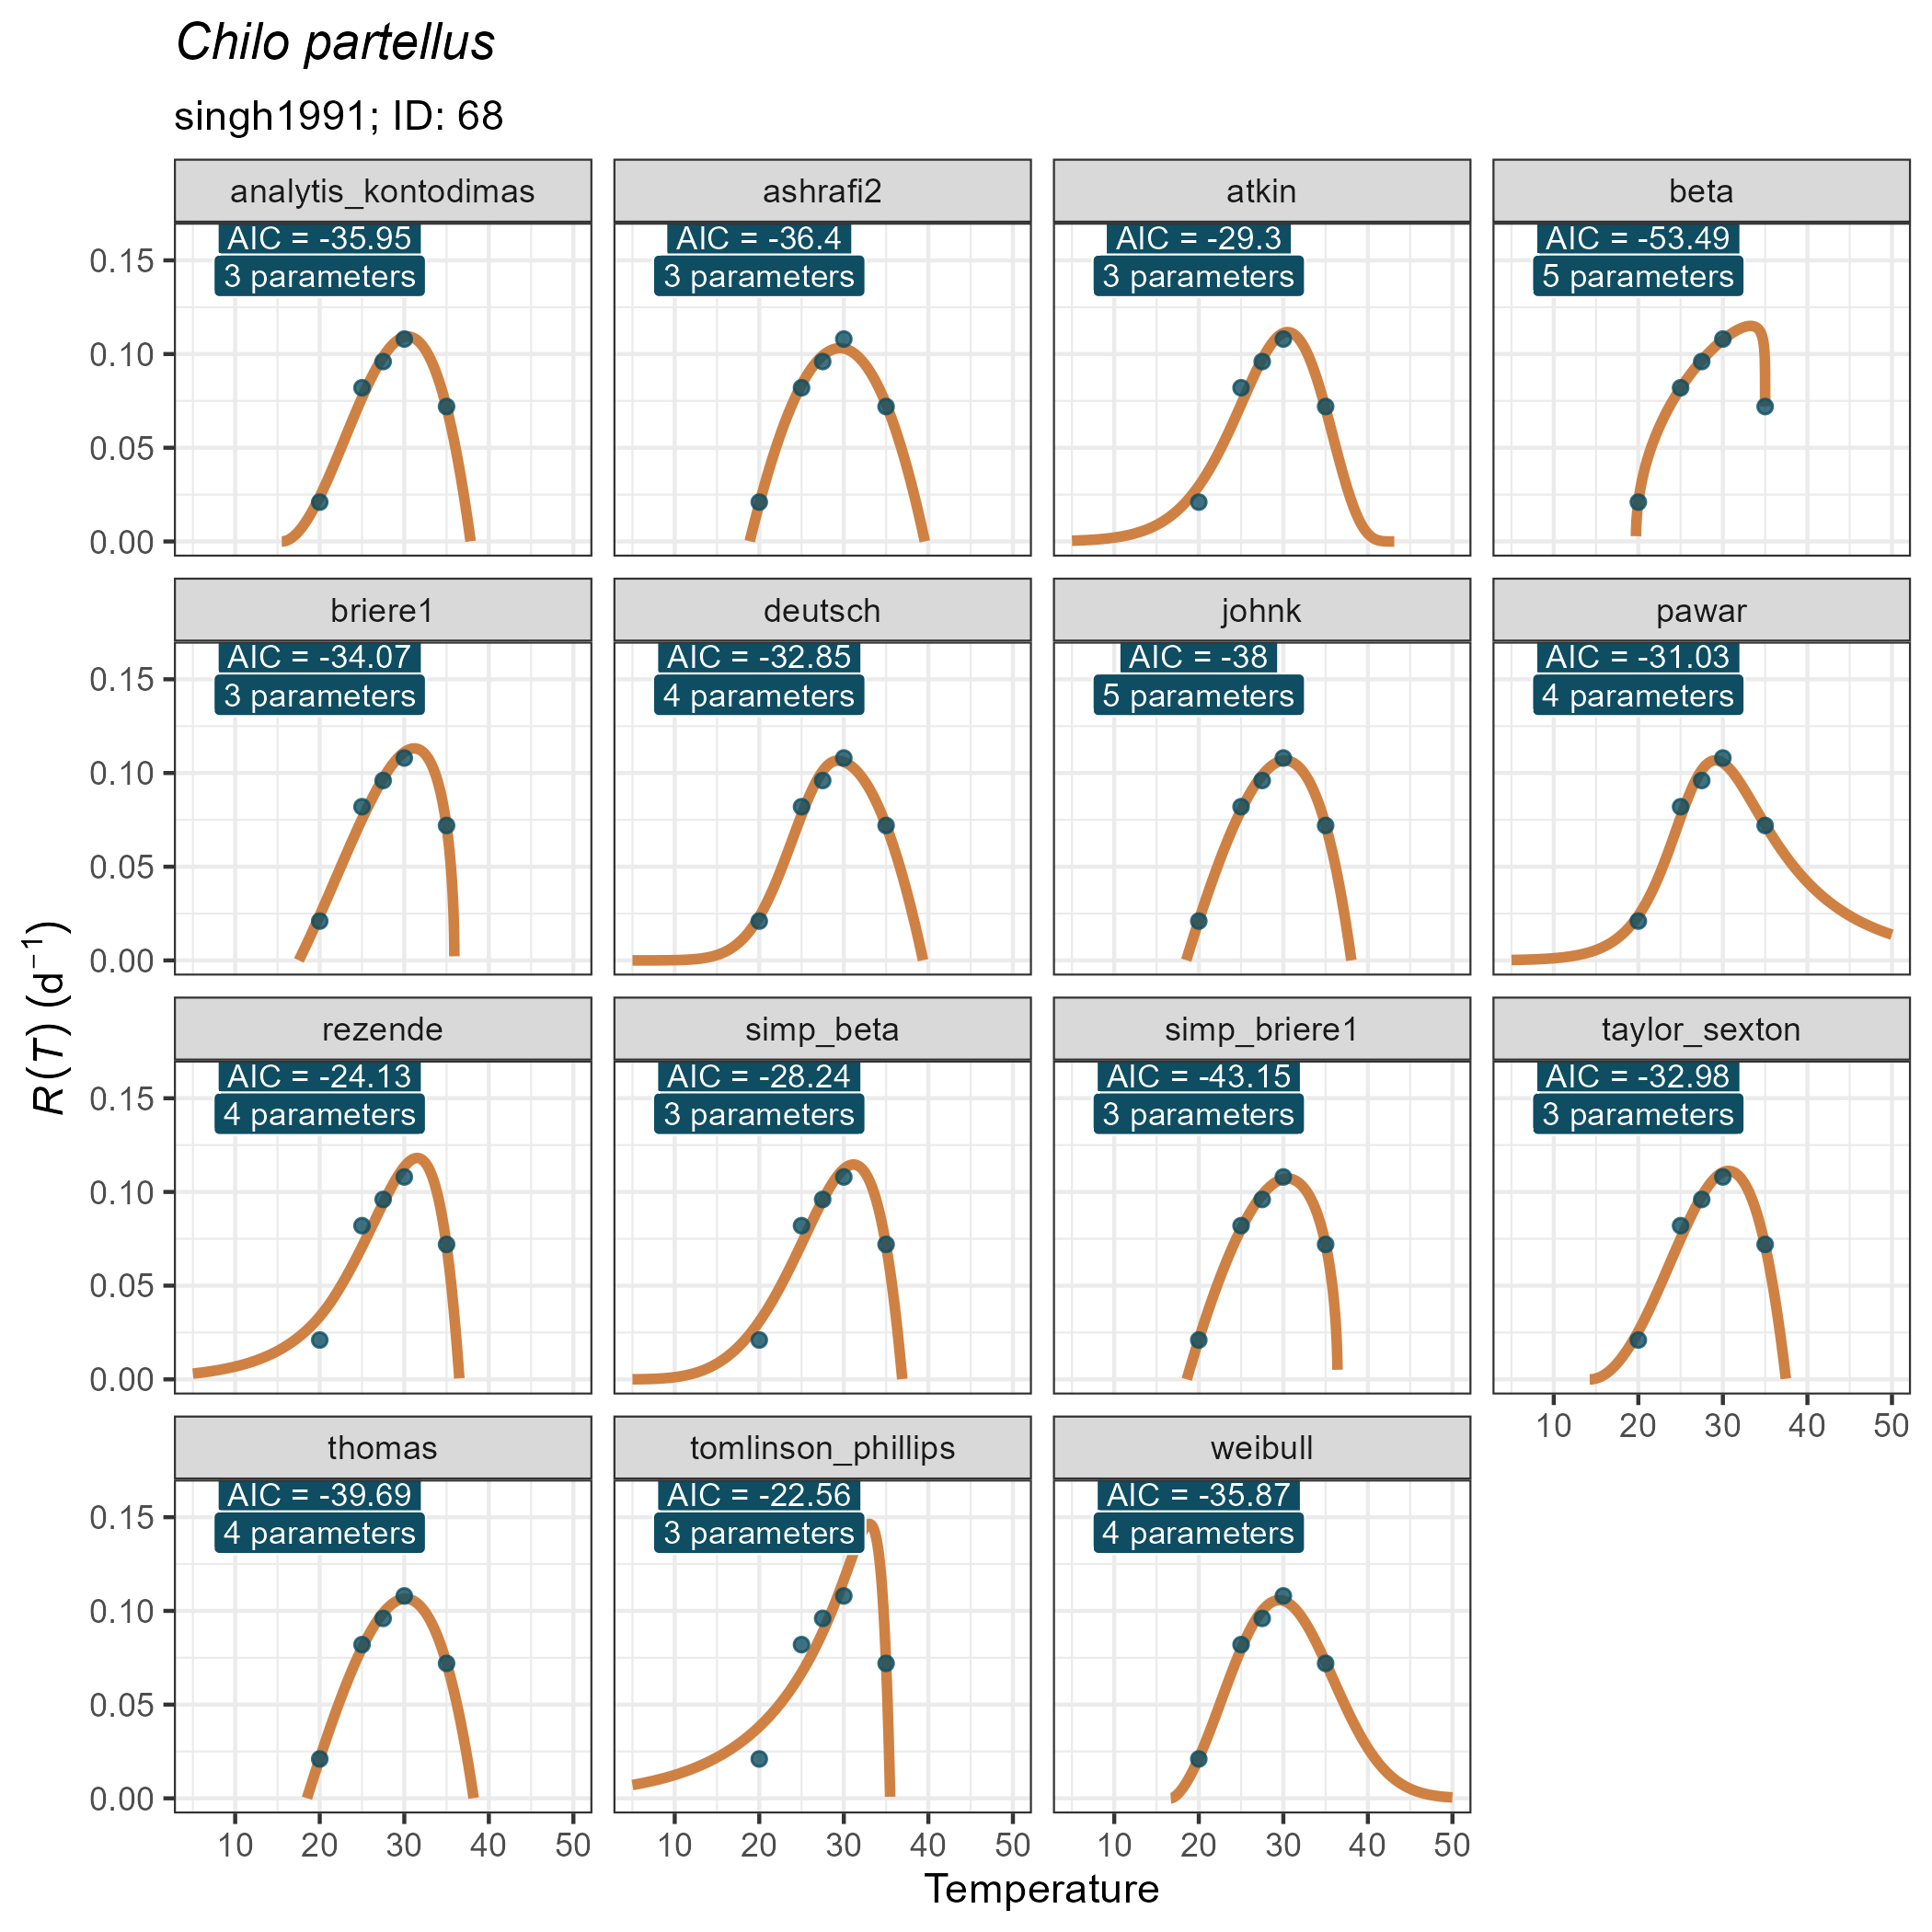 Chilo partellus
singh1991; ID: 68
analytis_kontodimas
ashrafi2
atkin
beta
AIC = -35.95
3 parameters
AIC = -36.4
3 parameters
AIC = -29.3
3 parameters
AIC = -53.49
5 parameters
0.15
0.10
0.05
0.00
briere1
deutsch
johnk
pawar
AIC = -34.07
3 parameters
AIC = -32.85
4 parameters
AIC = -38
5 parameters
AIC = -31.03
4 parameters
0.15
0.10
0.05
0.00
rezende
simp_beta
simp_briere1
taylor_sexton
AIC = -24.13
4 parameters
AIC = -28.24
3 parameters
AIC = -43.15
3 parameters
AIC = -32.98
3 parameters
0.15
0.10
0.05
0.00
10 20 30 40 50
thomas
tomlinson_phillips
weibull
AIC = -39.69
4 parameters
AIC = -22.56
3 parameters
AIC = -35.87
4 parameters
0.15
0.10
0.05
0.00
10 20 30 40 50
10 20 30 40 50
10 20 30 40 50
Temperature
R(T) (d⁻¹)